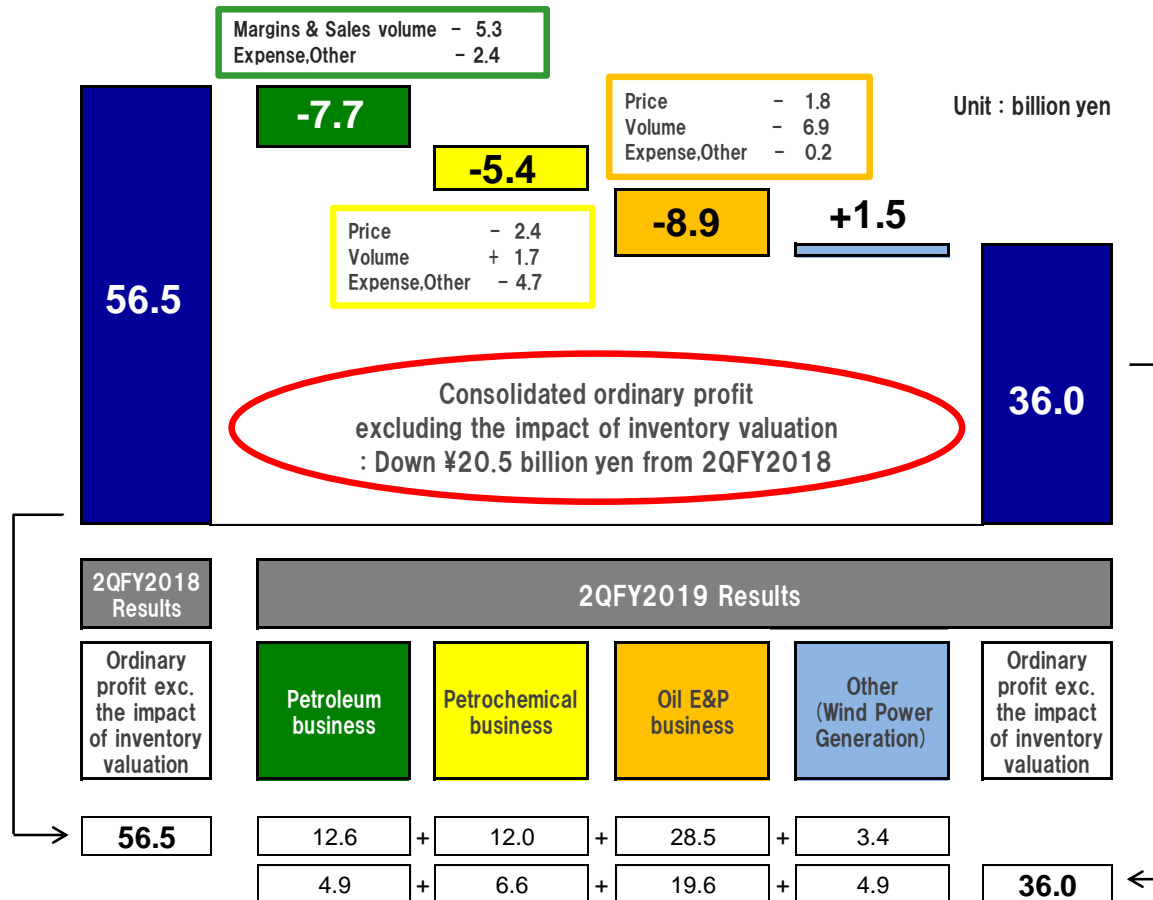 Margins & Sales volume - 5.3
Expense,Other - 2.4
-7.7
Price - 1.8
Volume - 6.9
Expense,Other - 0.2
Unit : billion yen
-5.4
-8.9
+1.5
Price - 2.4
Volume + 1.7
Expense,Other - 4.7
56.5
36.0
Consolidated ordinary profit
excluding the impact of inventory valuation
: Down ¥20.5 billion yen from 2QFY2018
2QFY2018
Results
2QFY2019 Results
Ordinary
profit exc.
the impact
of inventory
valuation
Petroleum
business
Petrochemical
business
Oil E&P
business
Other
(Wind Power
Generation)
Ordinary
profit exc.
the impact
of inventory
valuation
56.5 12.6 + 12.0 + 28.5 + 3.4
4.9 + 6.6 + 19.6 + 4.9 36.0